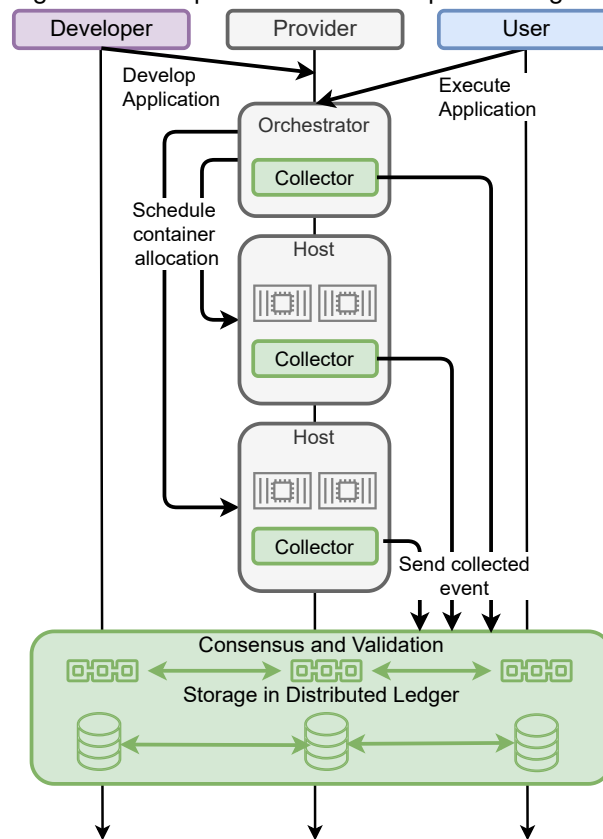 Developer
Provider
User
Develop
Application
Execute
Application
Orchestrator
Collector
Schedule
container
allocation
Host
Collector
Host
Collector
Send collected
event
Consensus and Validation
Storage in Distributed Ledger